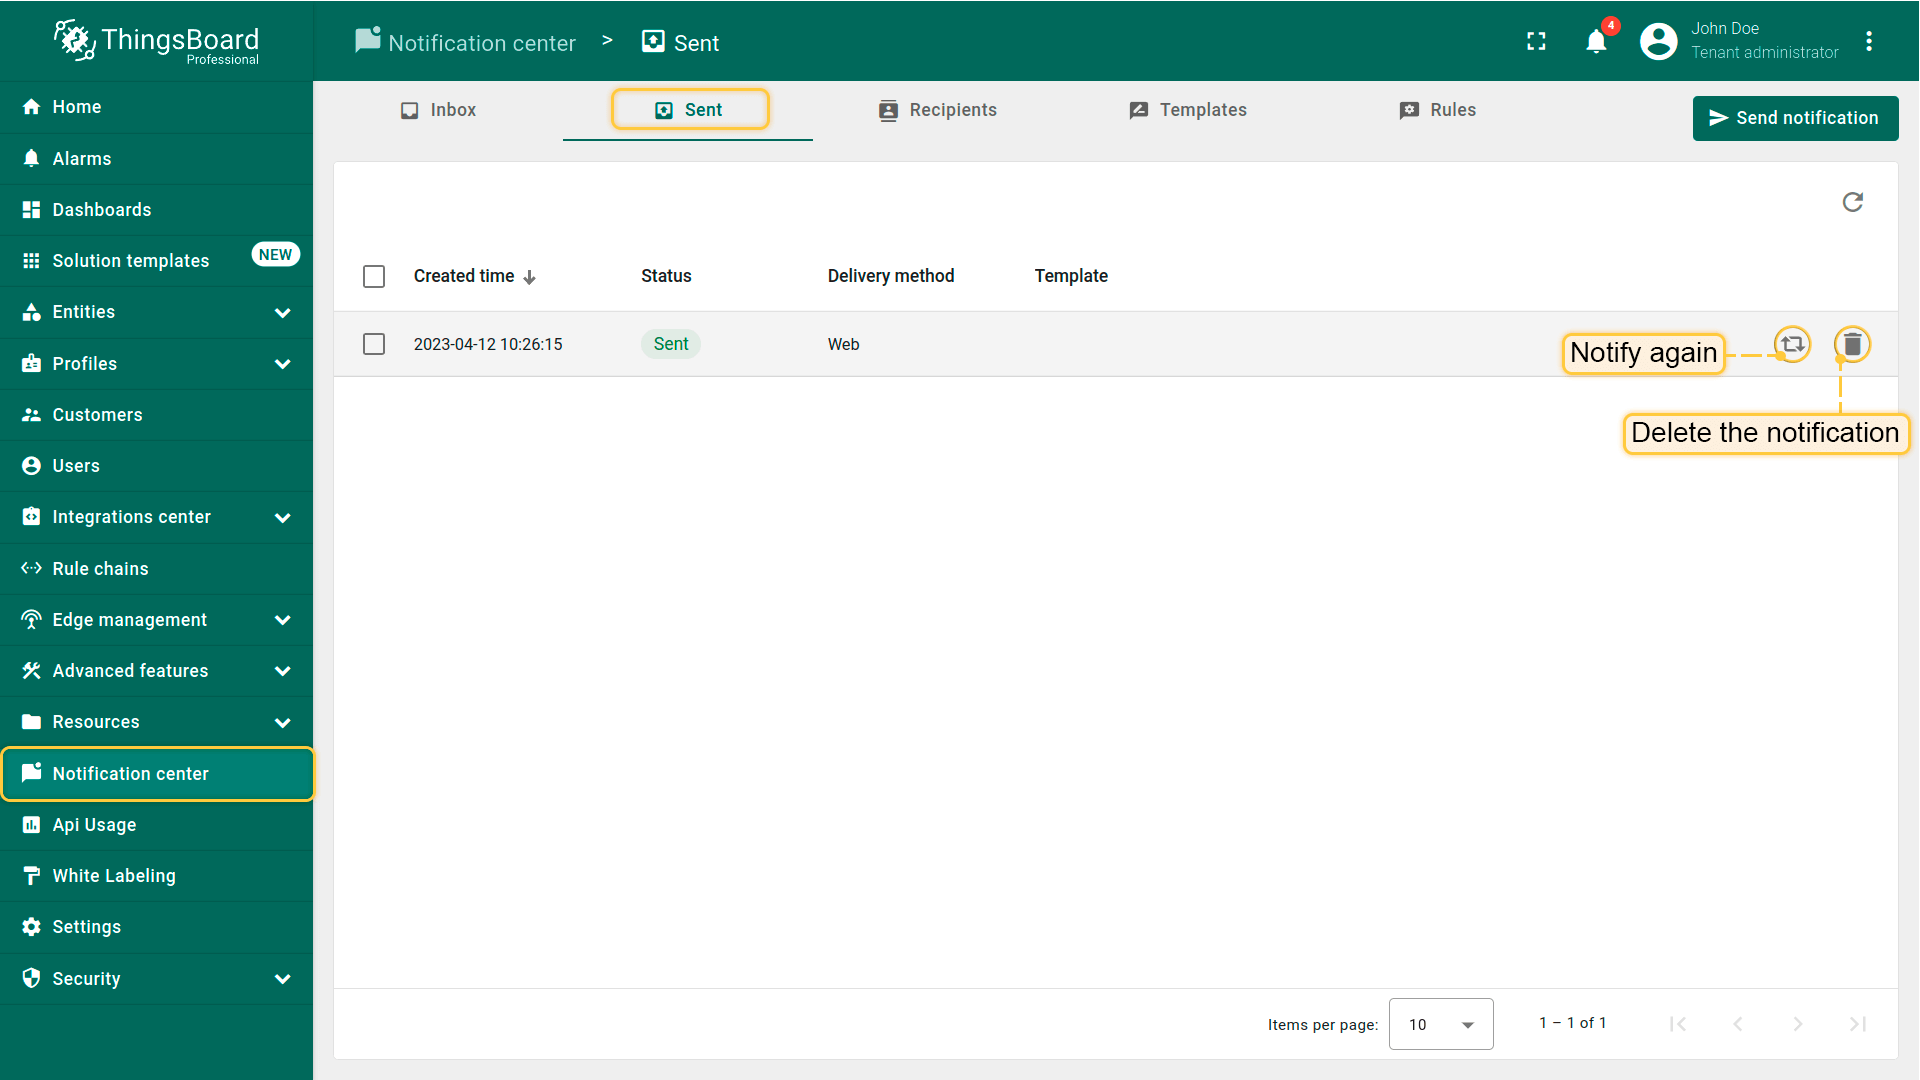 ThingsBoard
Professional
Notification center > Sent
4
John Doe
Tenant administrator
Home
Alarms
Dashboards
Solution templates NEW
Entities
Profiles
Customers
Users
Integrations center
Rule chains
Edge management
Advanced features
Resources
Notification center
Api Usage
White Labeling
Settings
Security
Inbox Sent Recipients Templates Rules
Send notification
Created time Status Delivery method Template
2023-04-12 10:26:15 Sent Web
Notify again
Delete the notification
Items per page: 10 1 – 1 of 1